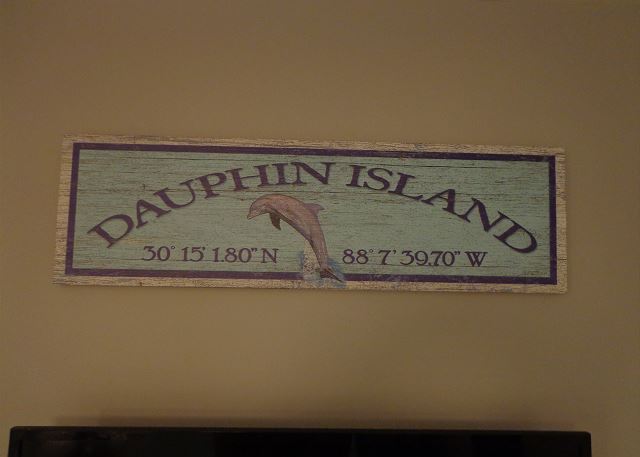 DAUPHIN ISLAND
30° 15' 1.80" N 88° 7' 39.70" W